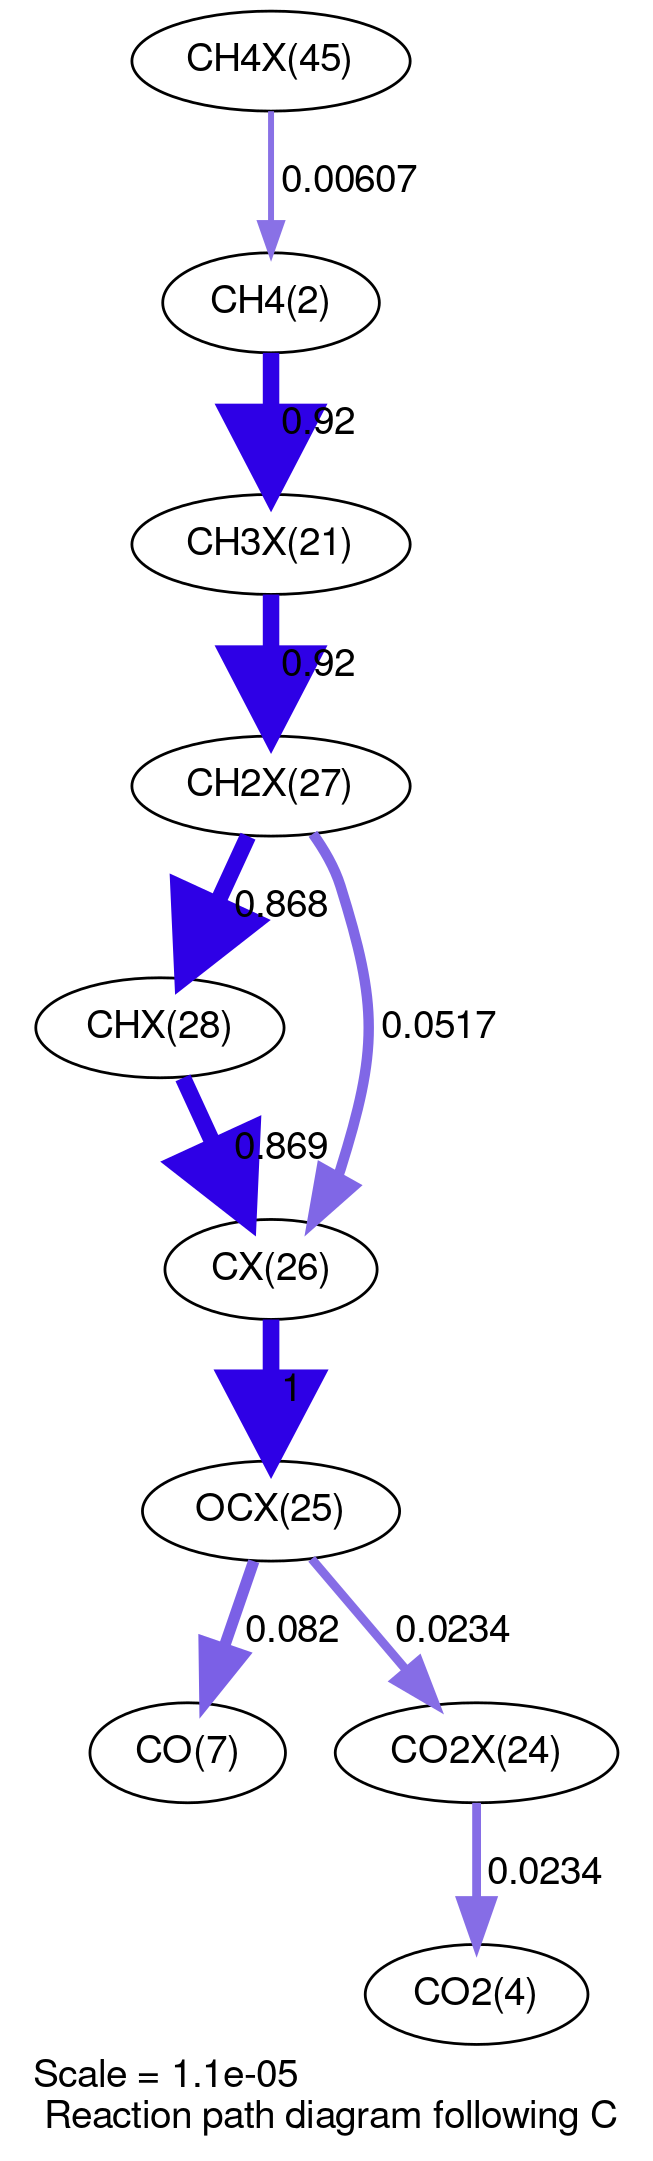 CH4X(45)
0.00607
CH4(2)
0.92
CH3X(21)
0.92
CH2X(27)
0.868
CHX(28)
0.0517
0.869
CX(26)
1
OCX(25)
0.082
0.0234
CO(7)
CO2X(24)
0.0234
CO2(4)
Scale = 1.1e-05
Reaction path diagram following C